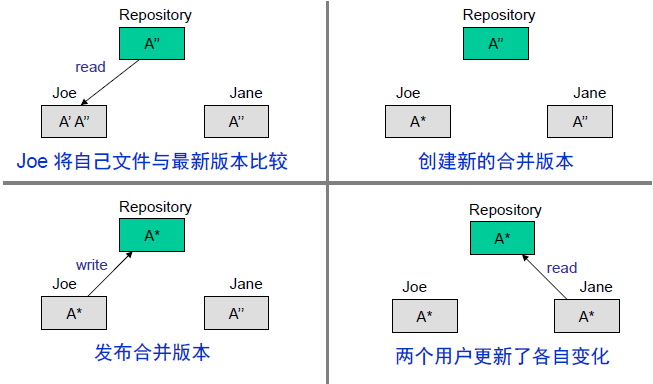 Repository
A”
read
Joe
Jane
A’ A”
A”
Joe 将自己文件与最新版本比较
Repository
A”
Joe
Jane
A*
A”
创建新的合并版本
Repository
A*
write
Joe
Jane
A*
A”
发布合并版本
Repository
A*
read
Joe
Jane
A*
A*
两个用户更新了各自变化